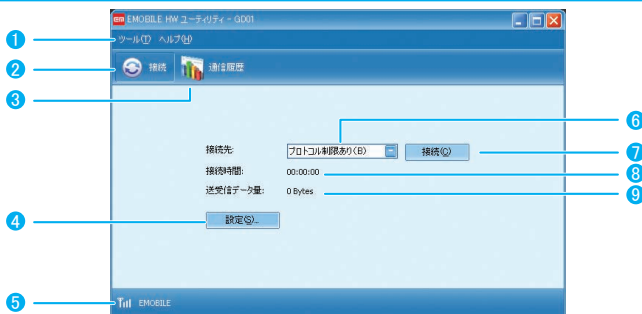 EMOBILE HW ユーティリティ - GD01
1
ツール(T) ヘルプ(H)
2
接続
通信履歴
3
6
接続先:
プロトコル制限あり(B)
接続(C)
7
接続時間:
00:00:00
8
送受信データ量:
0 Bytes
9
4
設定(S)...
5
EMOBILE